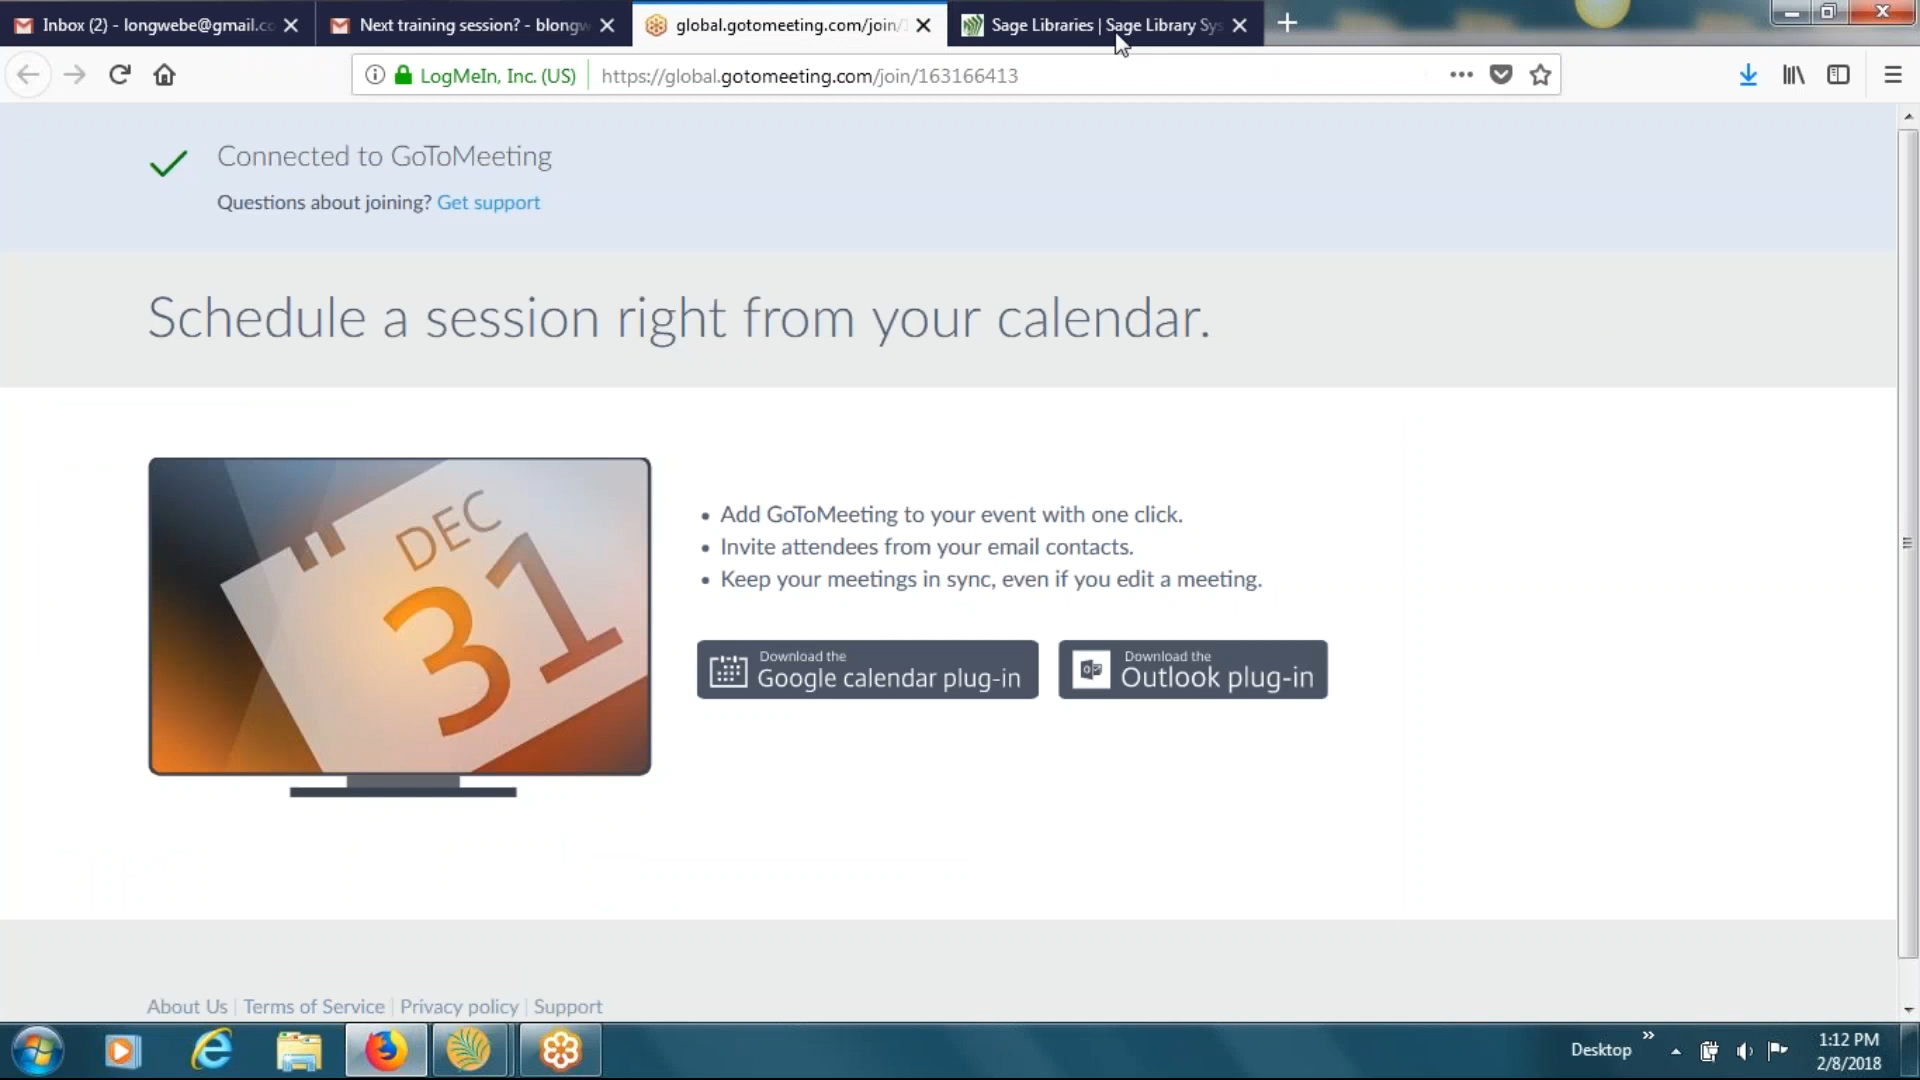 Inbox (2) - longwebe@gmail.co
Next training session? - blongw
global.gotomeeting.com/join/1
Sage Libraries | Sage Library Sys
LogMeIn, Inc. (US)
https://global.gotomeeting.com/join/163166413
Connected to GoToMeeting
Questions about joining? Get support
Schedule a session right from your calendar.
DEC
31
• Add GoToMeeting to your event with one click.
• Invite attendees from your email contacts.
• Keep your meetings in sync, even if you edit a meeting.
Download the
Google calendar plug-in
Download the
Outlook plug-in
About Us | Terms of Service | Privacy policy | Support
Desktop
1:12 PM
2/8/2018